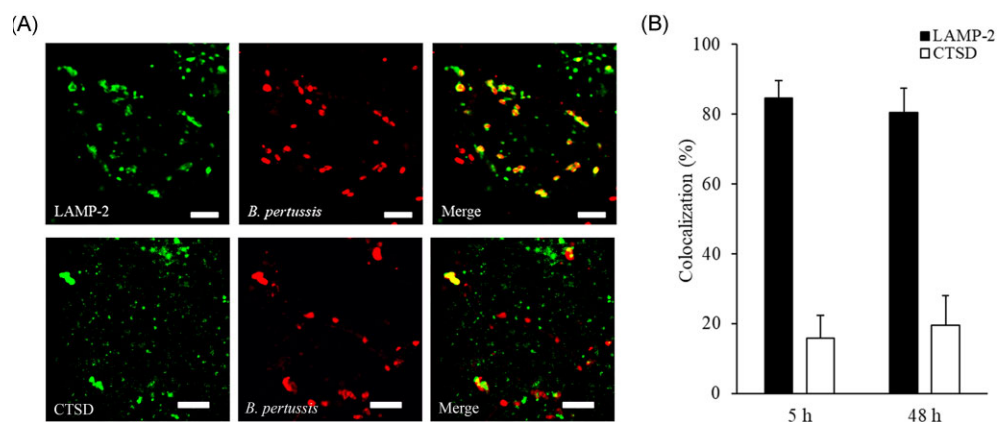 (A)
LAMP-2
B. pertussis
Merge
CTSD
B. pertussis
Merge
(B)
LAMP-2
CTSD
100
80
60
40
20
0
Colocalization (%)
5 h
48 h